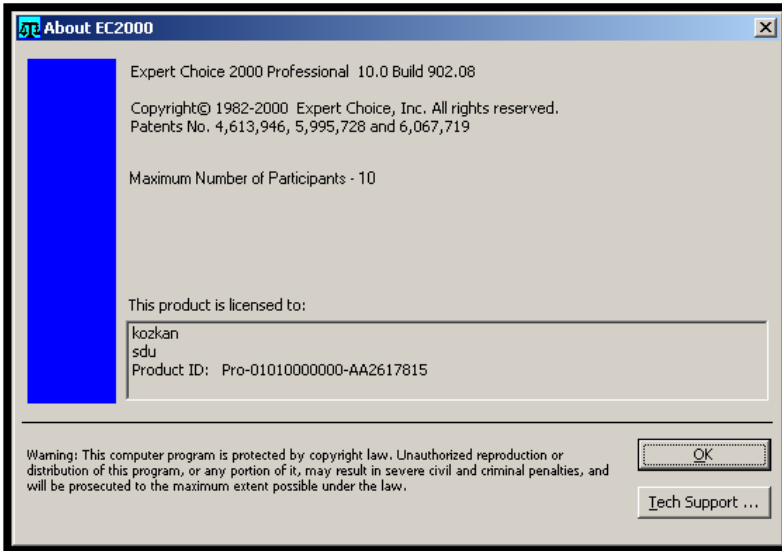 About EC2000
Expert Choice 2000 Professional 10.0 Build 902.08
Copyright© 1982-2000 Expert Choice, Inc. All rights reserved.
Patents No. 4,613,946, 5,995,728 and 6,067,719
Maximum Number of Participants - 10
This product is licensed to:
kozkan
sdu
Product ID: Pro-01010000000-AA2617815
Warning: This computer program is protected by copyright law. Unauthorized reproduction or
distribution of this program, or any portion of it, may result in severe civil and criminal penalties, and
will be prosecuted to the maximum extent possible under the law.
OK
Tech Support ...